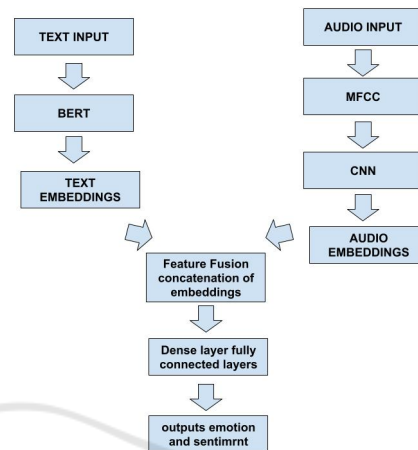 TEXT INPUT
BERT
TEXT
EMBEDDINGS
AUDIO INPUT
MFCC
CNN
AUDIO
EMBEDDINGS
Feature Fusion
concatenation of
embeddings
Dense layer fully
connected layers
outputs emotion
and sentimrnt